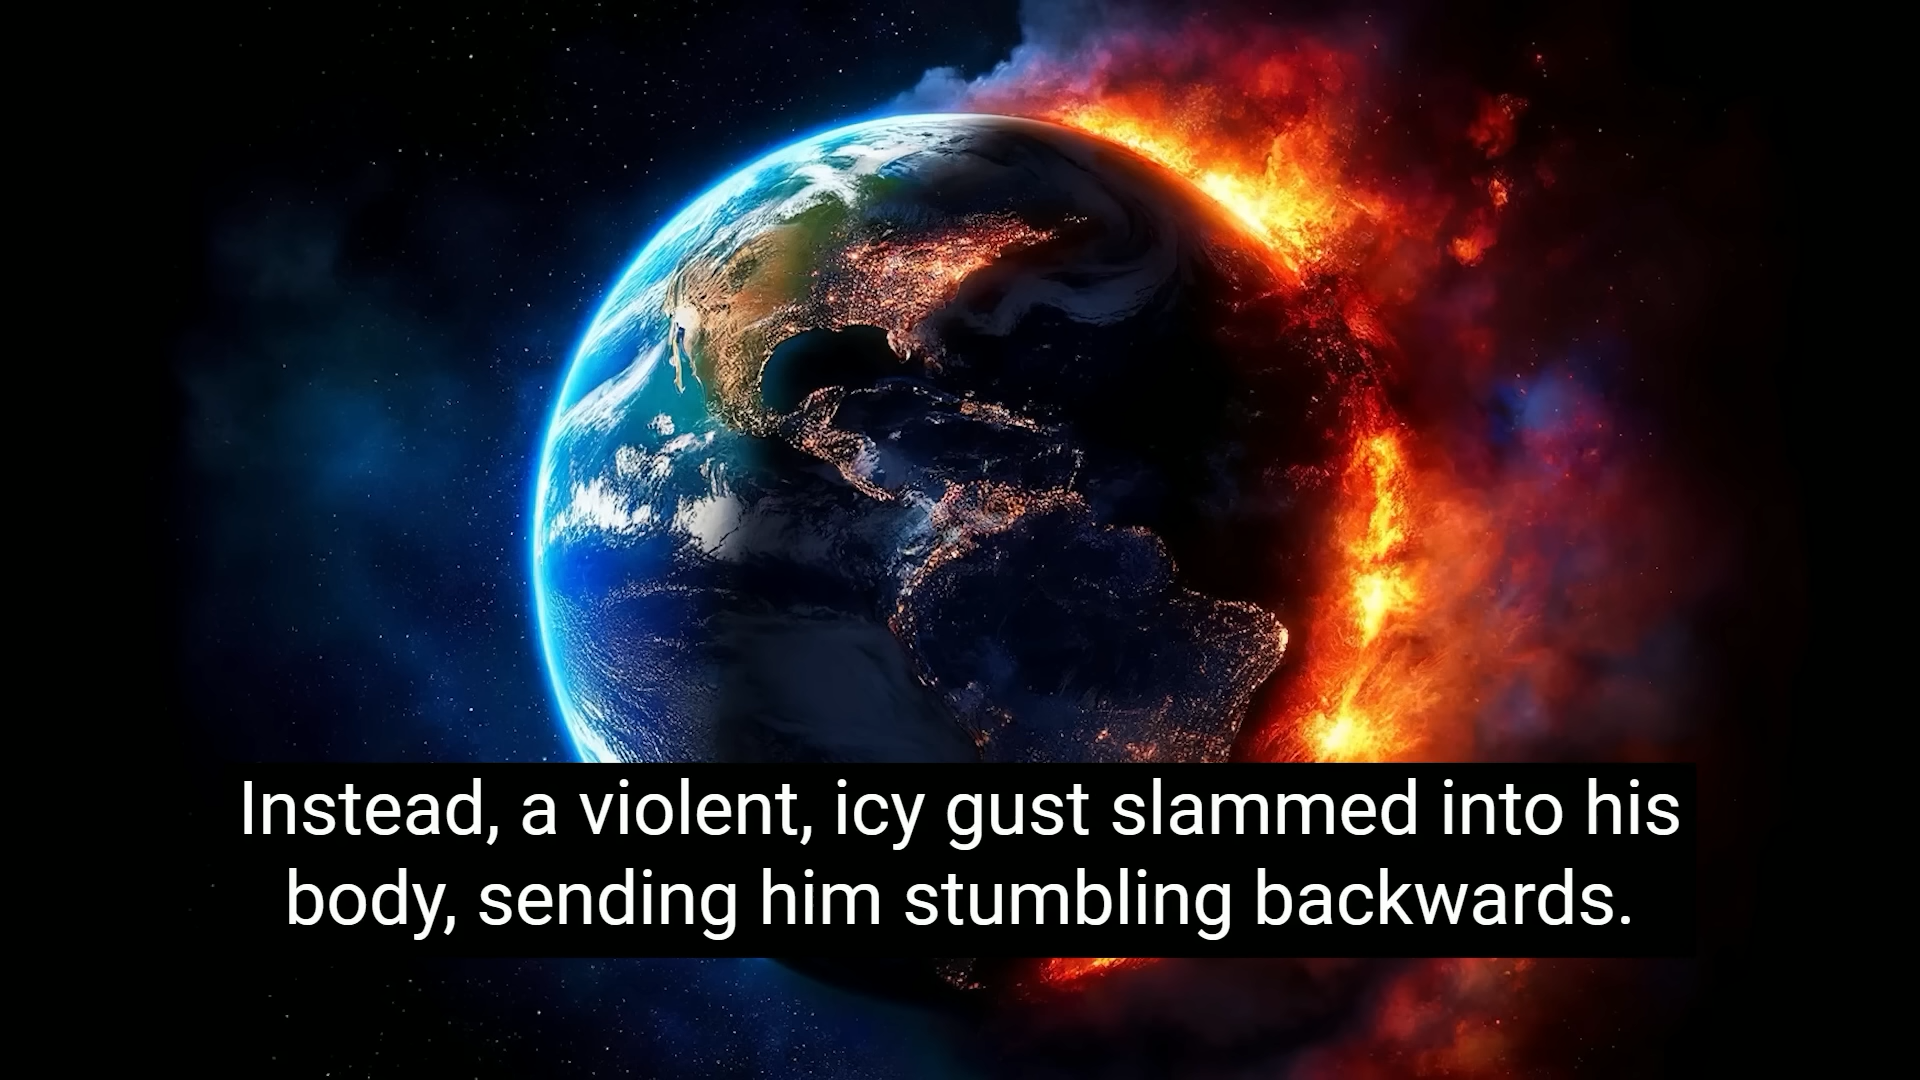 Instead, a violent, icy gust slammed into his
body, sending him stumbling backwards.